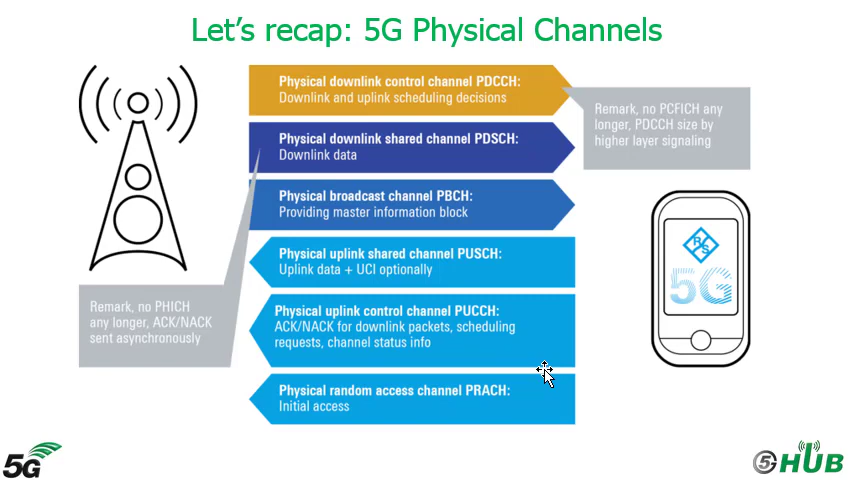 Let's recap: 5G Physical Channels
Physical downlink control channel PDCCH:
Downlink and uplink scheduling decisions
Remark, no PCFICH any
longer, PDCCH size by
higher layer signaling
Physical downlink shared channel PDSCH:
Downlink data
Physical broadcast channel PBCH:
Providing master information block
Physical uplink shared channel PUSCH:
Uplink data + UCI optionally
Remark, no PHICH
any longer, ACK/NACK
sent asynchronously
Physical uplink control channel PUCCH:
ACK/NACK for downlink packets, scheduling
requests, channel status info
Physical random access channel PRACH:
Initial access
R/S
5G
5G
5G HUB